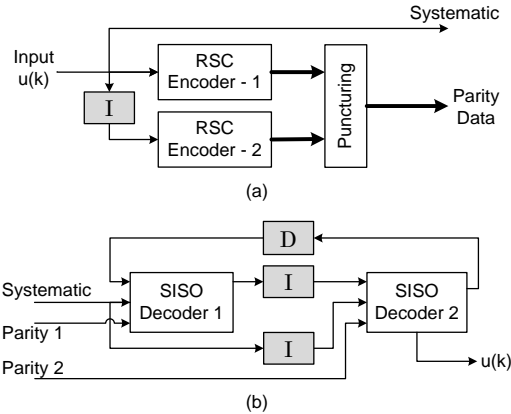 Systematic
Input
u(k)
RSC
Encoder - 1
I
RSC
Encoder - 2
Puncturing
Parity
Data
(a)
D
Systematic
SISO
Decoder 1
I
SISO
Decoder 2
Parity 1
I
Parity 2
u(k)
(b)